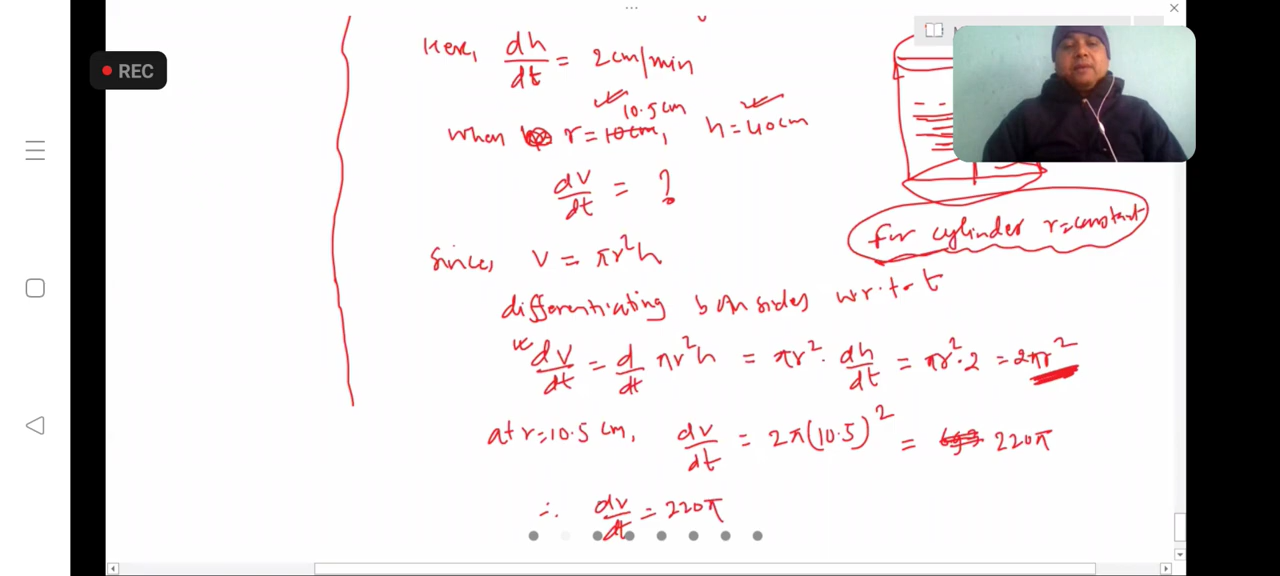 REC
Here, dh/dt = 2cm/min
10.5cm
when r = 10cm, h = 40cm
dv/dt = ?
for cylinder r = constant
Since, v = πr²h
differentiating both sides w.r.to t
dv/dt = d/dt πr²h = πr² · dh/dt = πr² · 2 = 2πr²
at r = 10.5 cm, dv/dt = 2π(10.5)² = 220π
∴ dv/dt = 220π